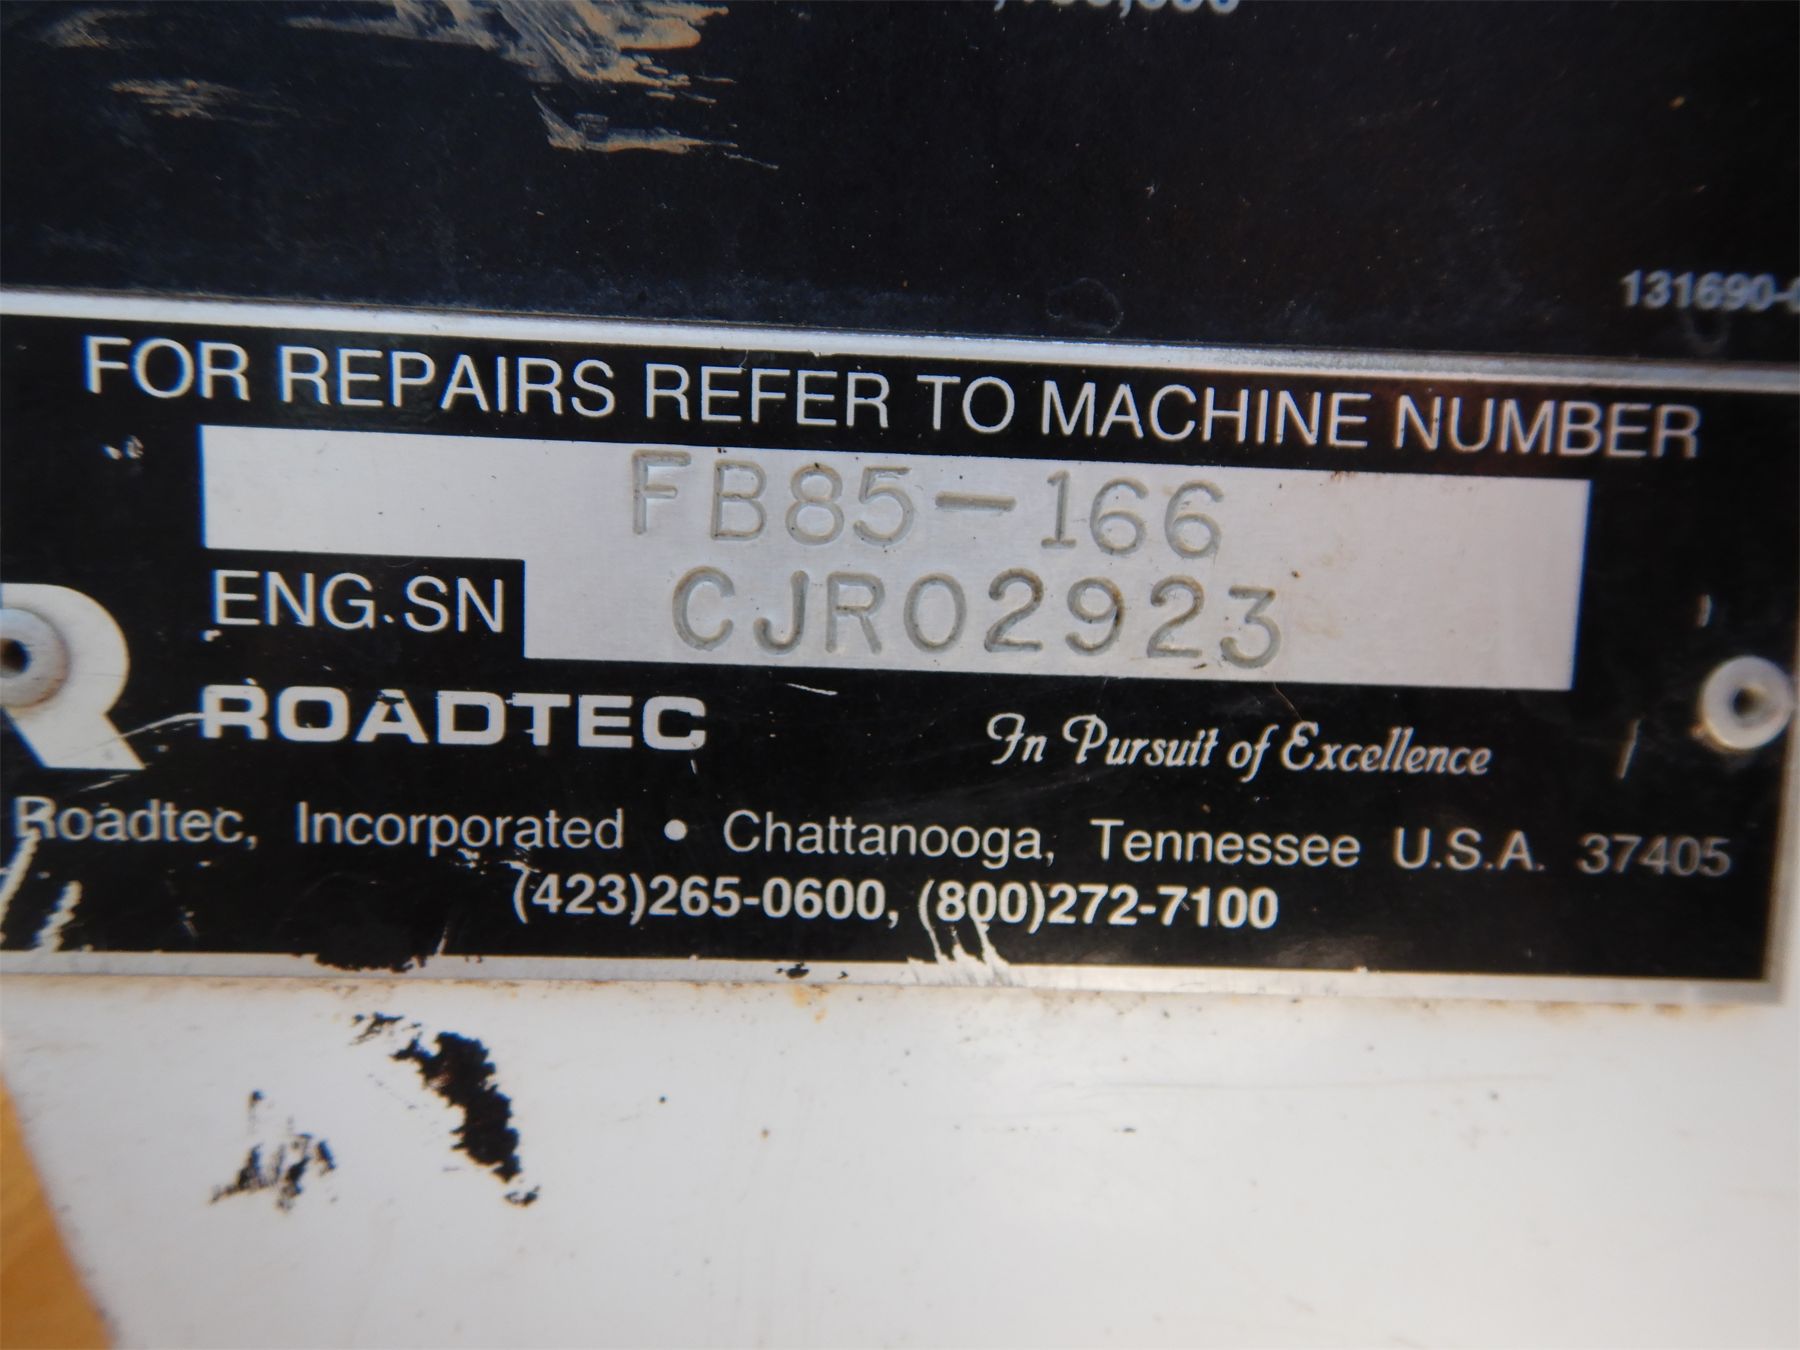 131690-
FOR REPAIRS REFER TO MACHINE NUMBER
FB85-166
ENG.SN CJR02923
R
ROADTEC
In Pursuit of Excellence
Roadtec, Incorporated • Chattanooga, Tennessee U.S.A. 37405
(423)265-0600, (800)272-7100